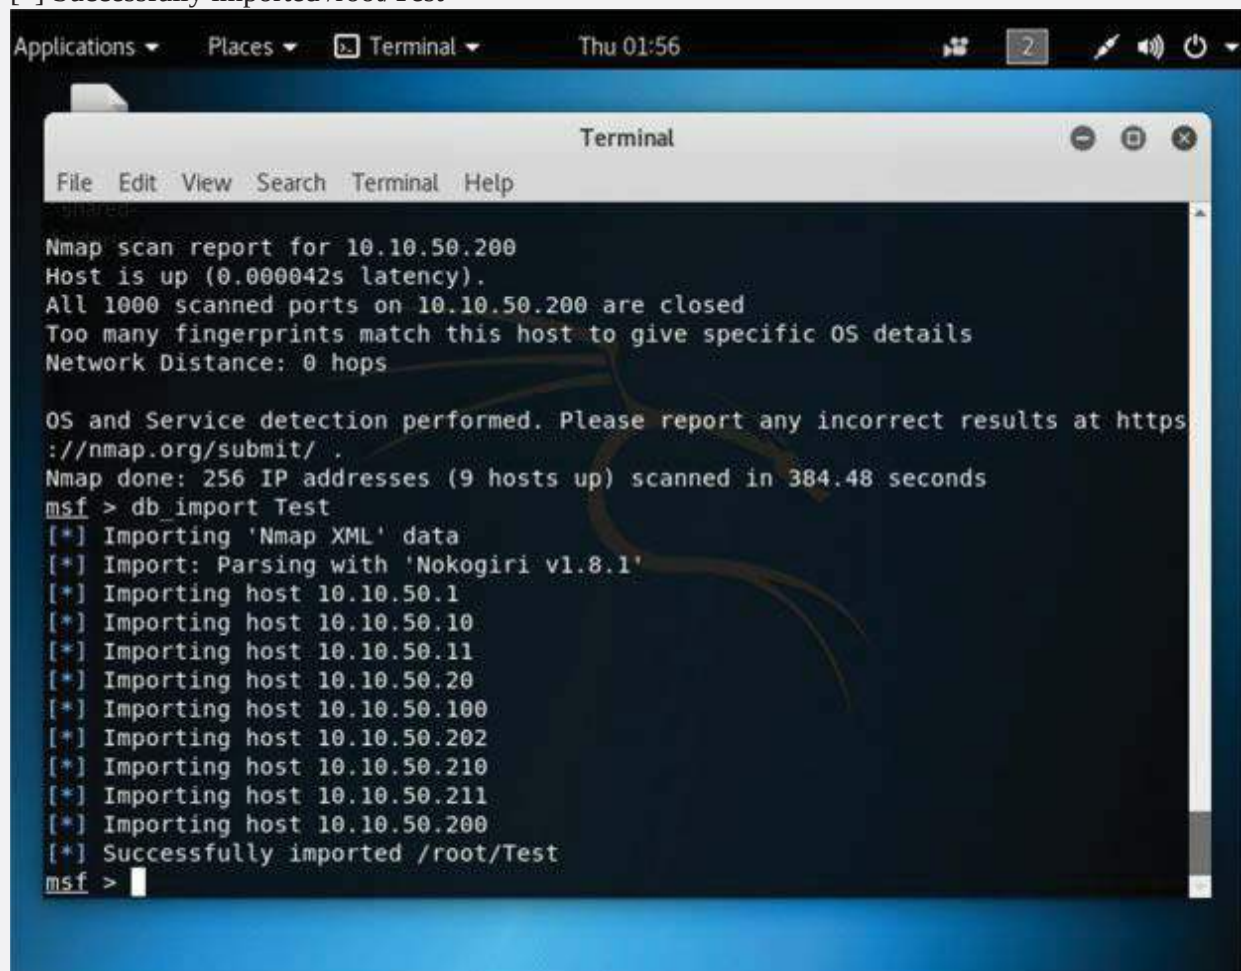 [*] Successfully imported /root/Test
Applications Places Terminal Thu 01:56 2
Terminal
File Edit View Search Terminal Help
Nmap scan report for 10.10.50.200
Host is up (0.000042s latency).
All 1000 scanned ports on 10.10.50.200 are closed
Too many fingerprints match this host to give specific OS details
Network Distance: 0 hops
OS and Service detection performed. Please report any incorrect results at https
://nmap.org/submit/ .
Nmap done: 256 IP addresses (9 hosts up) scanned in 384.48 seconds
msf > db_import Test
[*] Importing 'Nmap XML' data
[*] Import: Parsing with 'Nokogiri v1.8.1'
[*] Importing host 10.10.50.1
[*] Importing host 10.10.50.10
[*] Importing host 10.10.50.11
[*] Importing host 10.10.50.20
[*] Importing host 10.10.50.100
[*] Importing host 10.10.50.202
[*] Importing host 10.10.50.210
[*] Importing host 10.10.50.211
[*] Importing host 10.10.50.200
[*] Successfully imported /root/Test
msf >